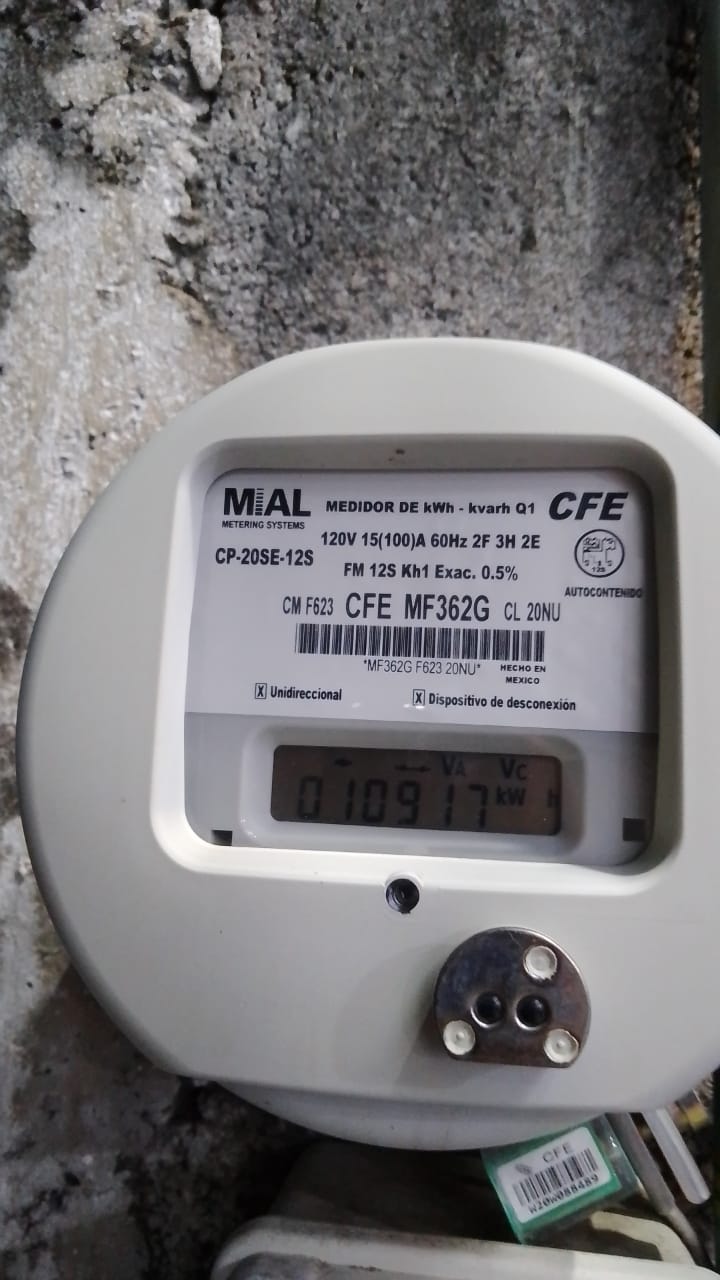 MIAL
METERING SYSTEMS
MEDIDOR DE kWh - kvarh Q1
CFE
120V 15(100)A 60Hz 2F 3H 2E
CP-20SE-12S
FM 12S Kh1 Exac. 0.5%
12S
AUTOCONTENIDO
CM F623 CFE MF362G CL 20NU
*MF362G F623 20NU*
HECHO EN
MEXICO
X Unidireccional
X Dispositivo de desconexión
VA VC
010917 kW h
CFE
W20W088489